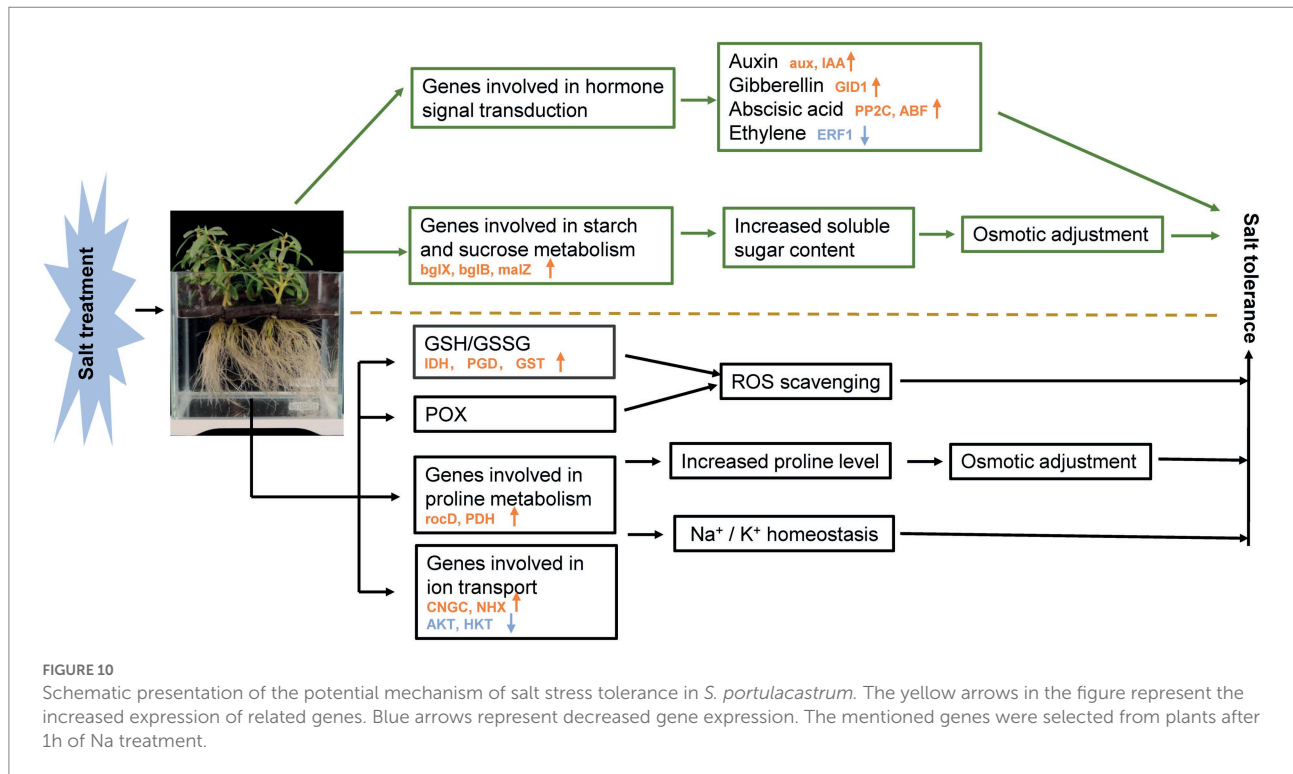 Salt treatment
Genes involved in hormone
signal transduction
Auxin aux, IAA
Gibberellin GID1
Abscisic acid PP2C, ABF
Ethylene ERF1
Genes involved in starch
and sucrose metabolism
bglX, bglB, malZ
Increased soluble
sugar content
Osmotic adjustment
Salt tolerance
GSH/GSSG
IDH, PGD, GST
POX
ROS scavenging
Genes involved in
proline metabolism
rocD, PDH
Increased proline level
Osmotic adjustment
Genes involved in
ion transport
CNGC, NHX
AKT, HKT
Na⁺ / K⁺ homeostasis
FIGURE 10
Schematic presentation of the potential mechanism of salt stress tolerance in S. portulacastrum. The yellow arrows in the figure represent the
increased expression of related genes. Blue arrows represent decreased gene expression. The mentioned genes were selected from plants after
1h of Na treatment.